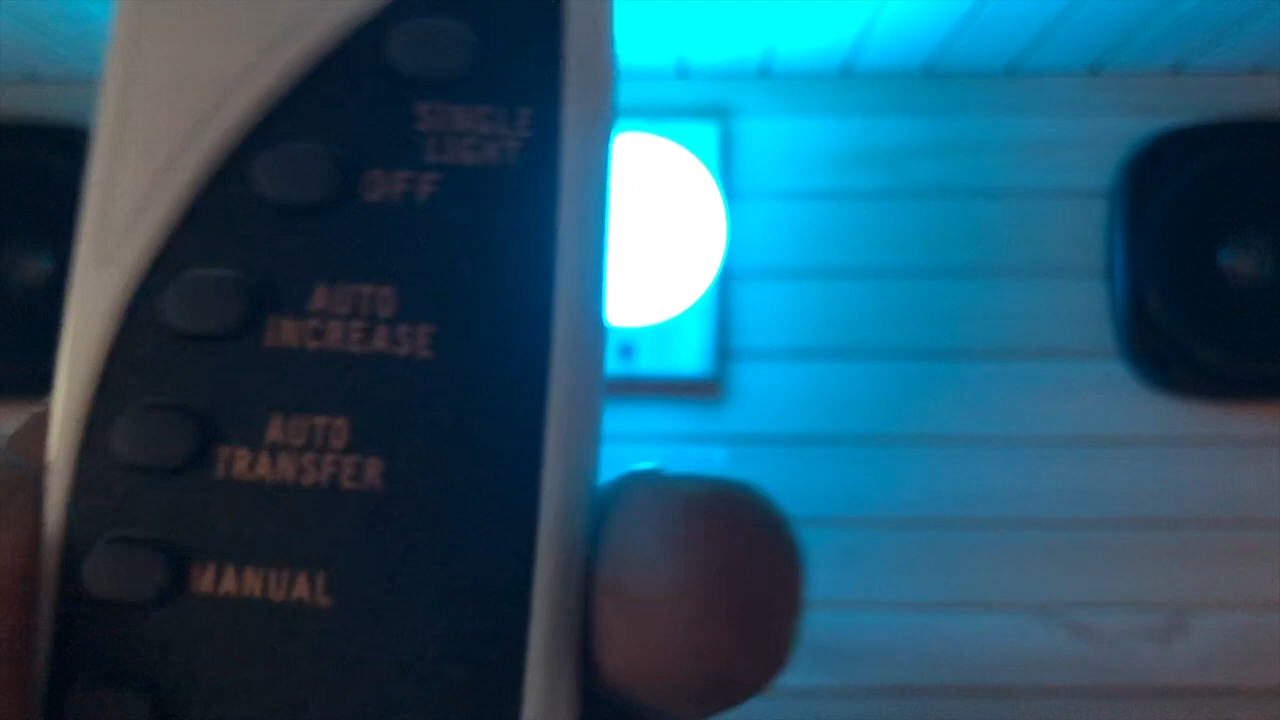 SINGLE
LIGHT
OFF
AUTO
INCREASE
AUTO
TRANSFER
MANUAL